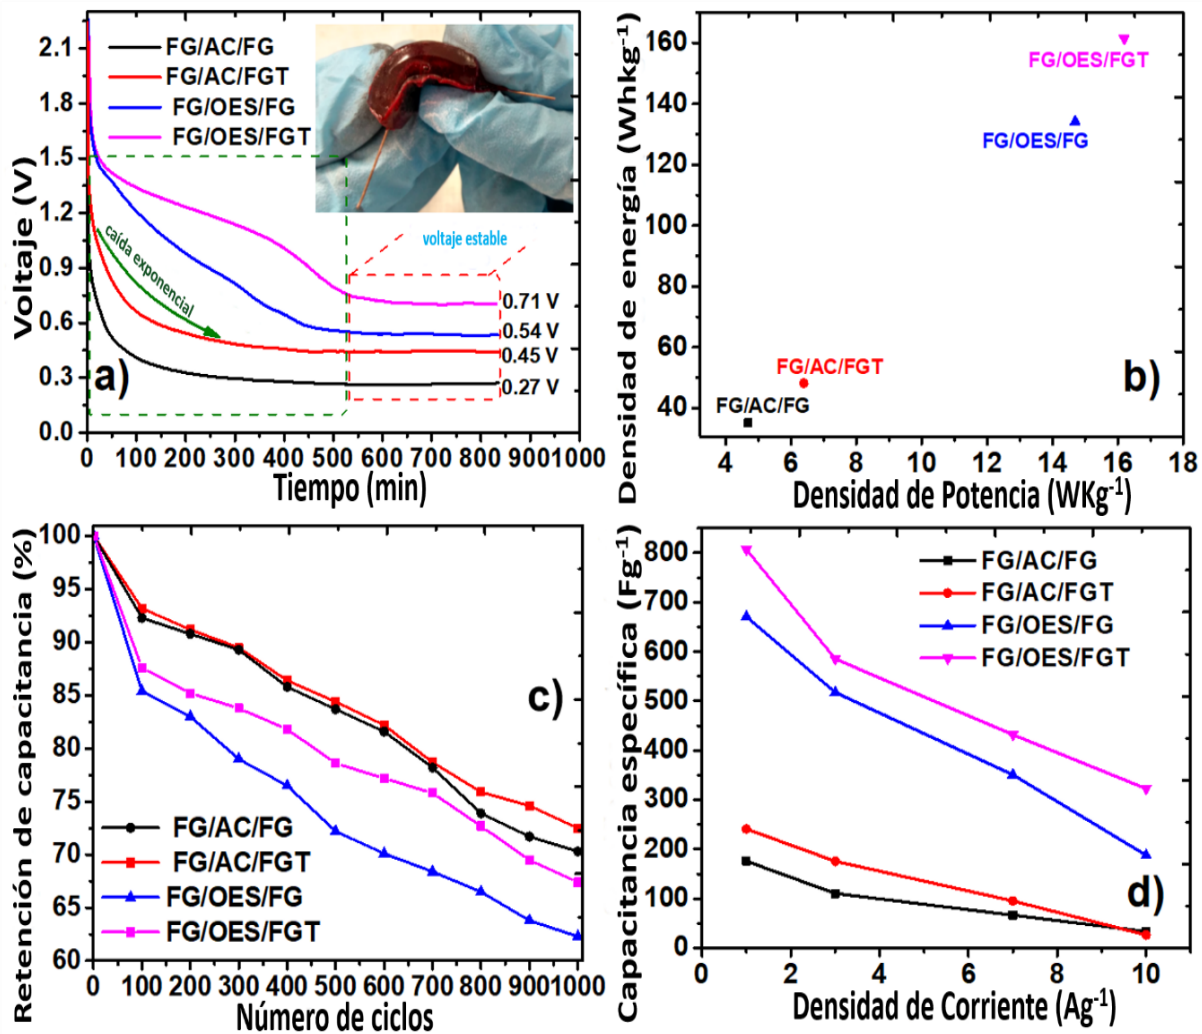 Voltaje (V)
2.1
1.8
1.5
1.2
0.9
0.6
0.3
0.0
FG/AC/FG
FG/AC/FGT
FG/OES/FG
FG/OES/FGT
caída exponencial
voltaje estable
0.71 V
0.54 V
0.45 V
0.27 V
a)
0 100 200 300 400 500 600 700 800 900 1000
Tiempo (min)
Densidad de energía (Whkg-1)
160
140
120
100
80
60
40
FG/OES/FGT
FG/OES/FG
FG/AC/FGT
FG/AC/FG
b)
4 6 8 10 12 14 16 18
Densidad de Potencia (WKg-1)
Retención de capacitancia (%)
100
95
90
85
80
75
70
65
60
c)
FG/AC/FG
FG/AC/FGT
FG/OES/FG
FG/OES/FGT
0 100 200 300 400 500 600 700 800 900 1000
Número de ciclos
Capacitancia específica (Fg-1)
800
700
600
500
400
300
200
100
0
FG/AC/FG
FG/AC/FGT
FG/OES/FG
FG/OES/FGT
d)
0 2 4 6 8 10
Densidad de Corriente (Ag-1)